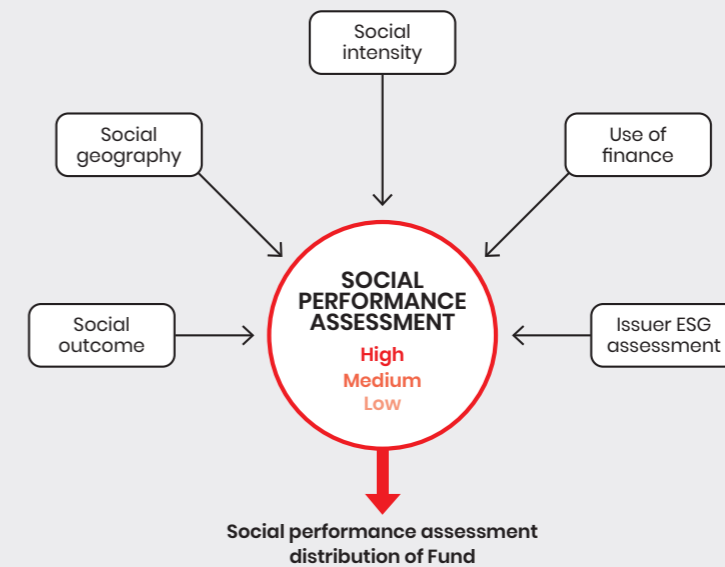 Social
intensity
Social
geography
Use of
finance
Social
outcome
SOCIAL
PERFORMANCE
ASSESSMENT
High
Medium
Low
Issuer ESG
assessment
Social performance assessment
distribution of Fund